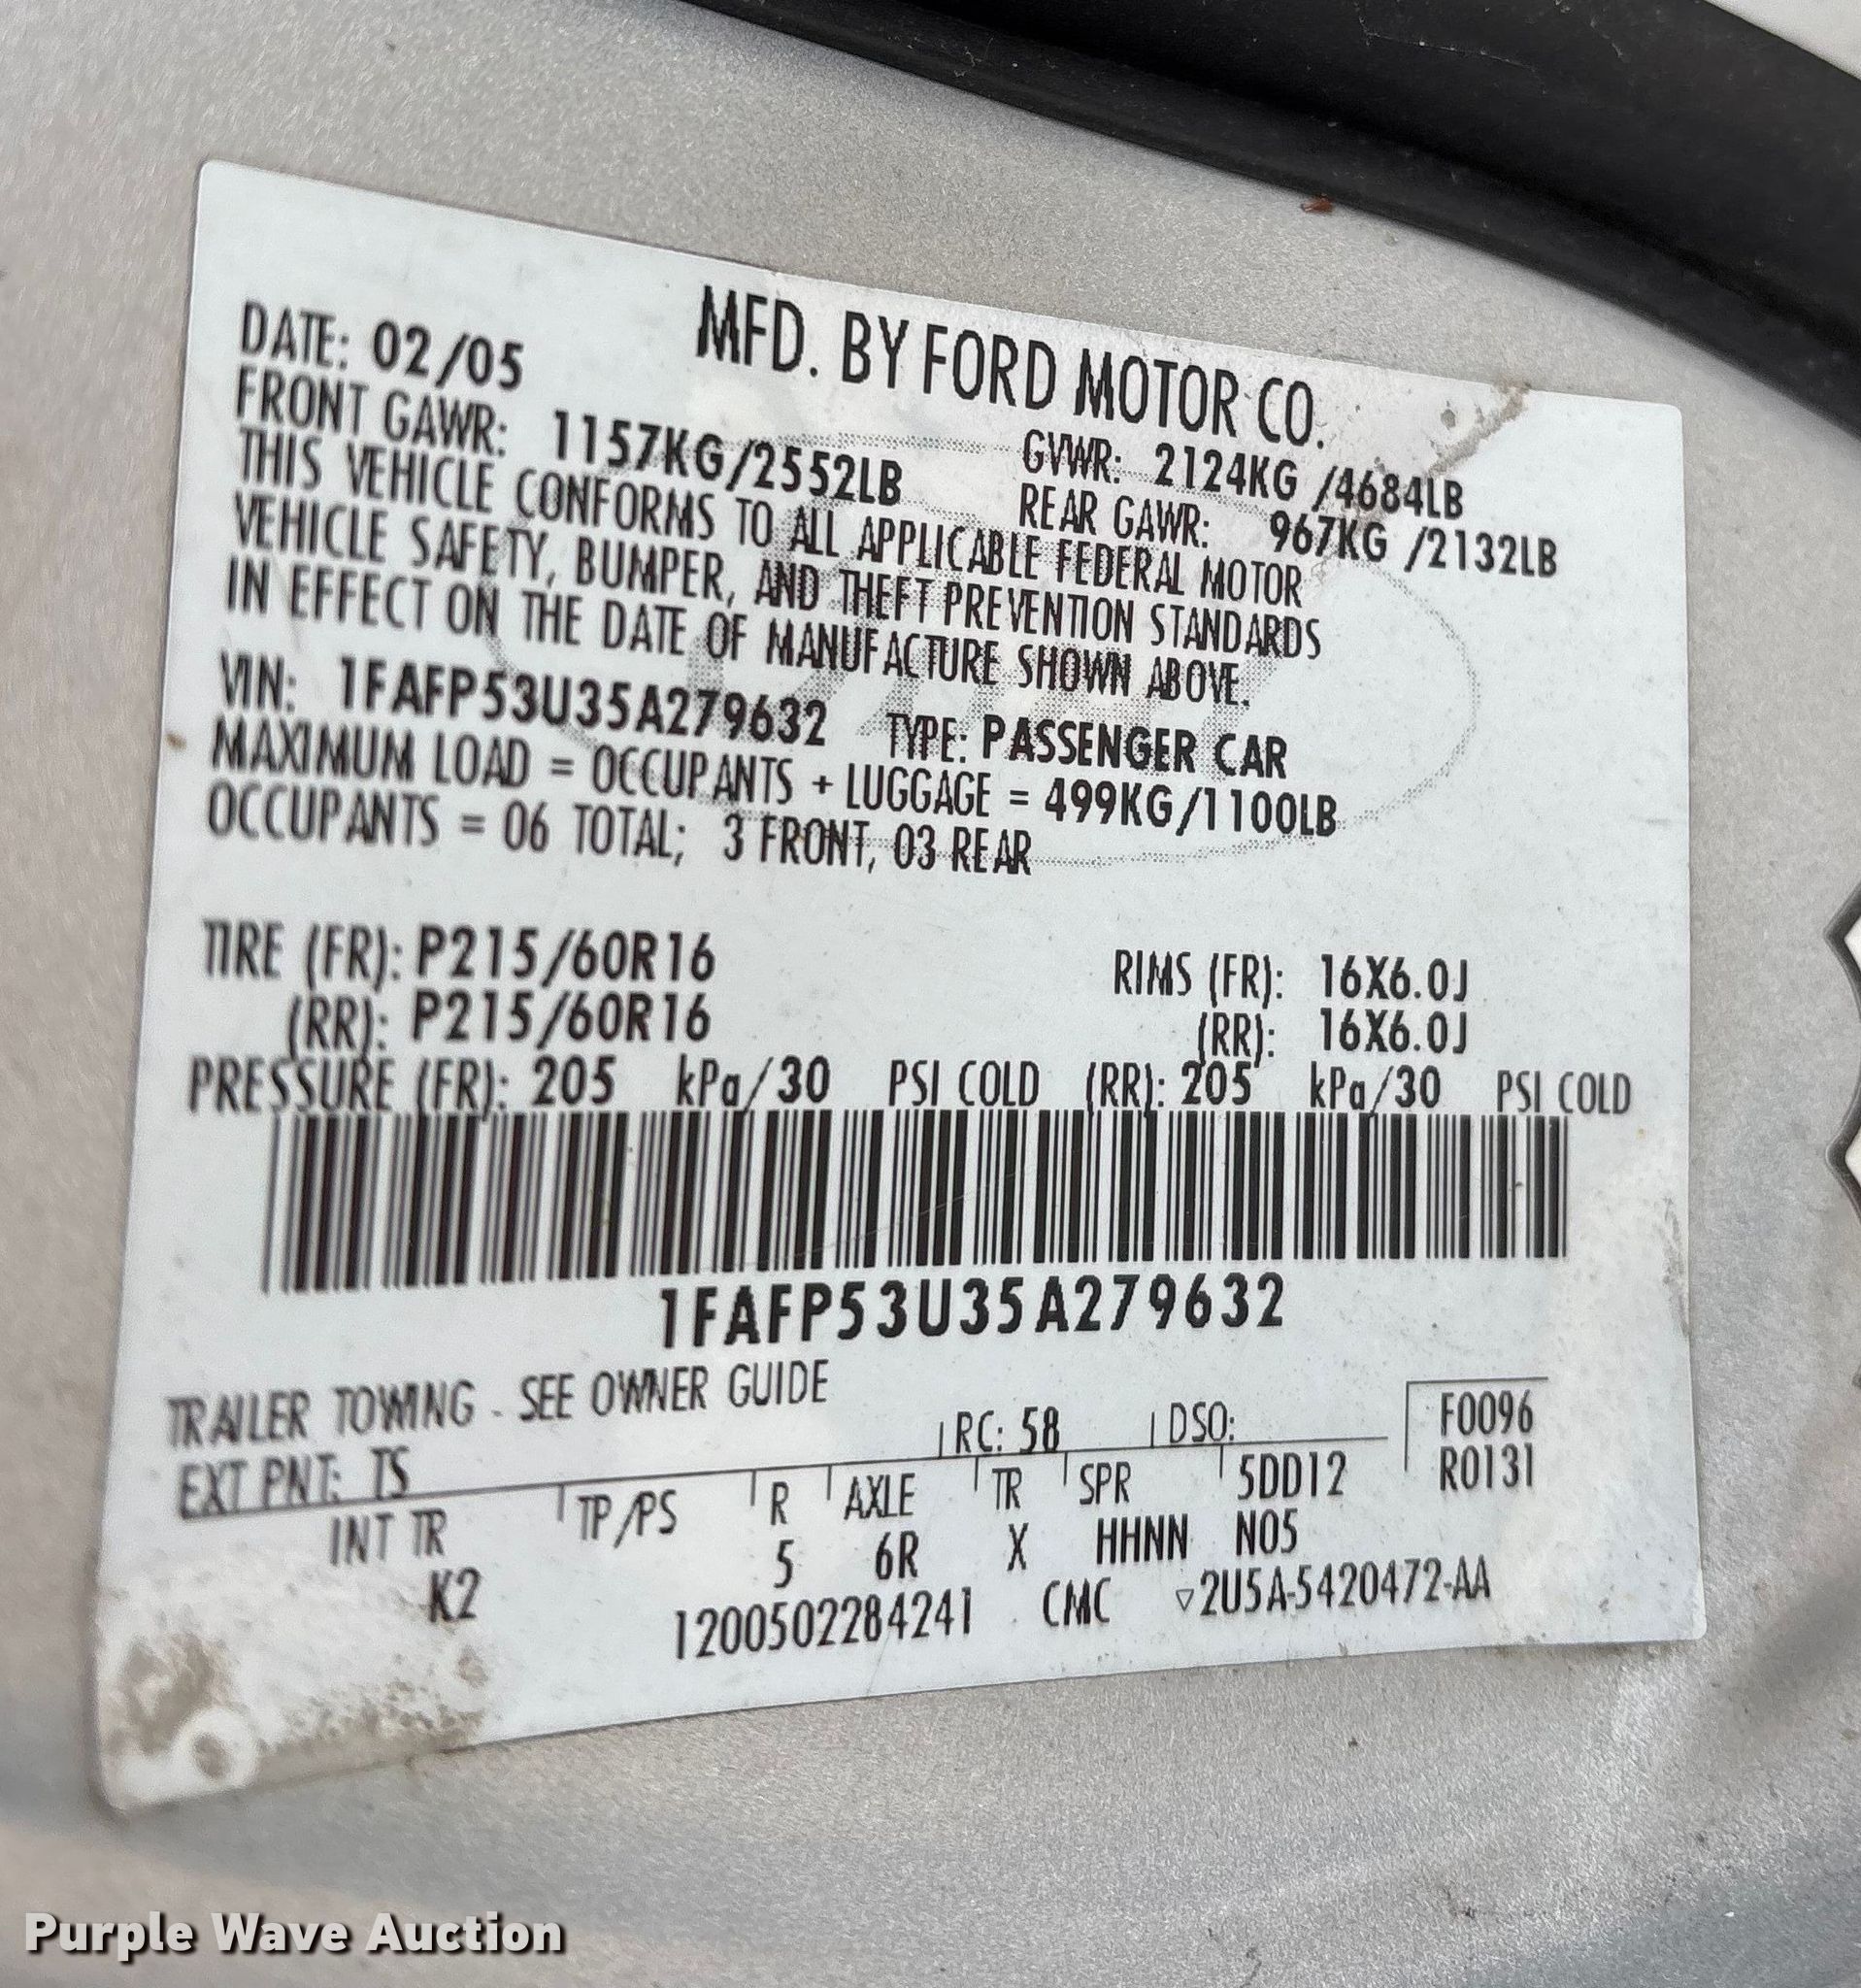 MFD. BY FORD MOTOR CO.
DATE: 02/05
GVWR: 2124KG /4684LB
FRONT GAWR: 1157KG/2552LB
REAR GAWR: 967KG /2132LB
THIS VEHICLE CONFORMS TO ALL APPLICABLE FEDERAL MOTOR
VEHICLE SAFETY, BUMPER, AND THEFT PREVENTION STANDARDS
IN EFFECT ON THE DATE OF MANUFACTURE SHOWN ABOVE.
VIN: 1FAFP53U35A279632 TYPE: PASSENGER CAR
MAXIMUM LOAD = OCCUPANTS + LUGGAGE = 499KG/1100LB
OCCUPANTS = 06 TOTAL; 3 FRONT, 03 REAR
TIRE (FR): P215/60R16 RIMS (FR): 16X6.0J
(RR): P215/60R16 (RR): 16X6.0J
PRESSURE (FR): 205 kPa/30 PSI COLD (RR): 205 kPa/30 PSI COLD
1FAFP53U35A279632
TRAILER TOWING - SEE OWNER GUIDE
EXT PNT: TS RC: 58 DSO: F0096
R0131
INT TR TP/PS R AXLE TR SPR 5DD12
K2 5 6R X HHNN N05
1200502284241 CMC ▽2U5A-5420472-AA
Purple Wave Auction